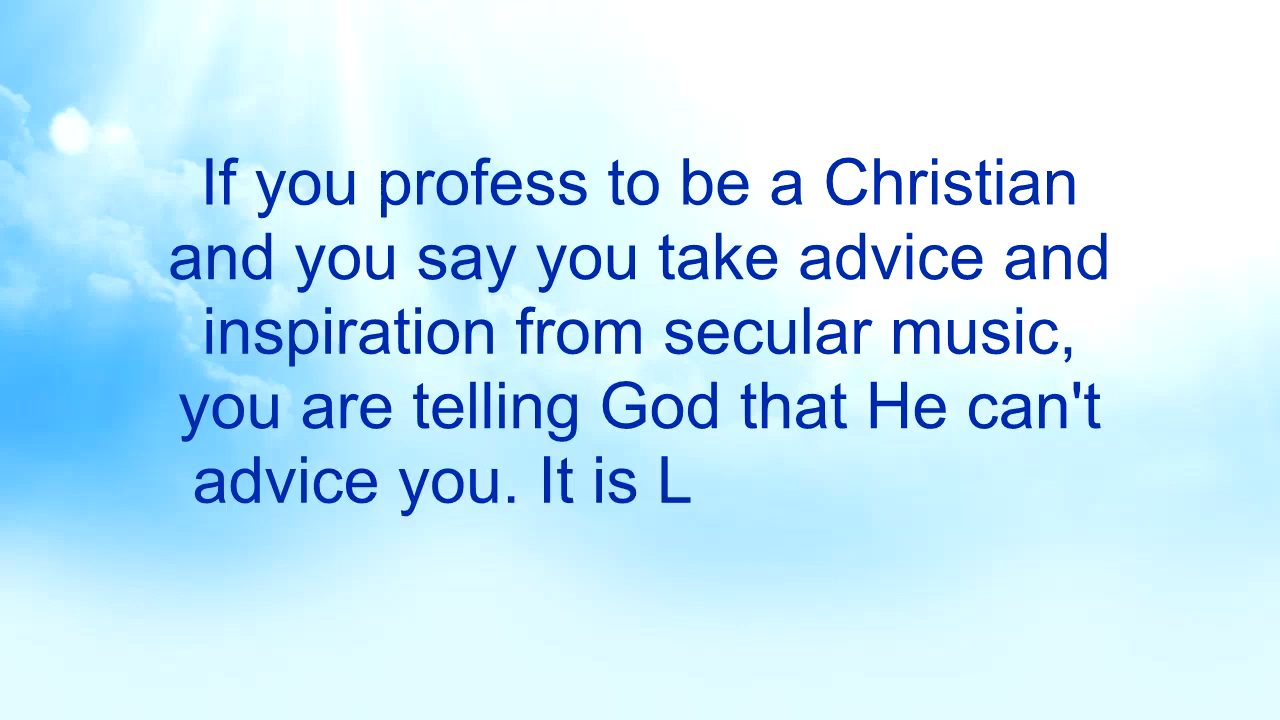 If you profess to be a Christian
and you say you take advice and
inspiration from secular music,
you are telling God that He can't
advice you. It is L